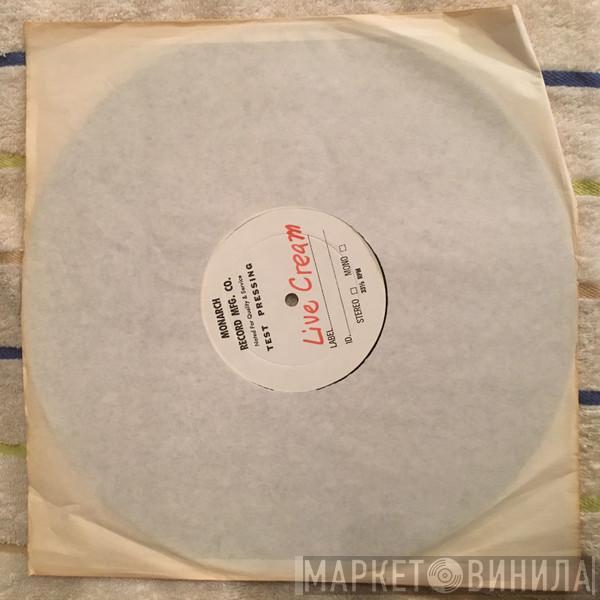 MONARCH
RECORD MFG. CO.
Noted for Quality & Service
TEST PRESSING
Live Cream
LABEL
ID.
STEREO MONO
33⅓ RPM
МАРКЕТ ВИНИЛА